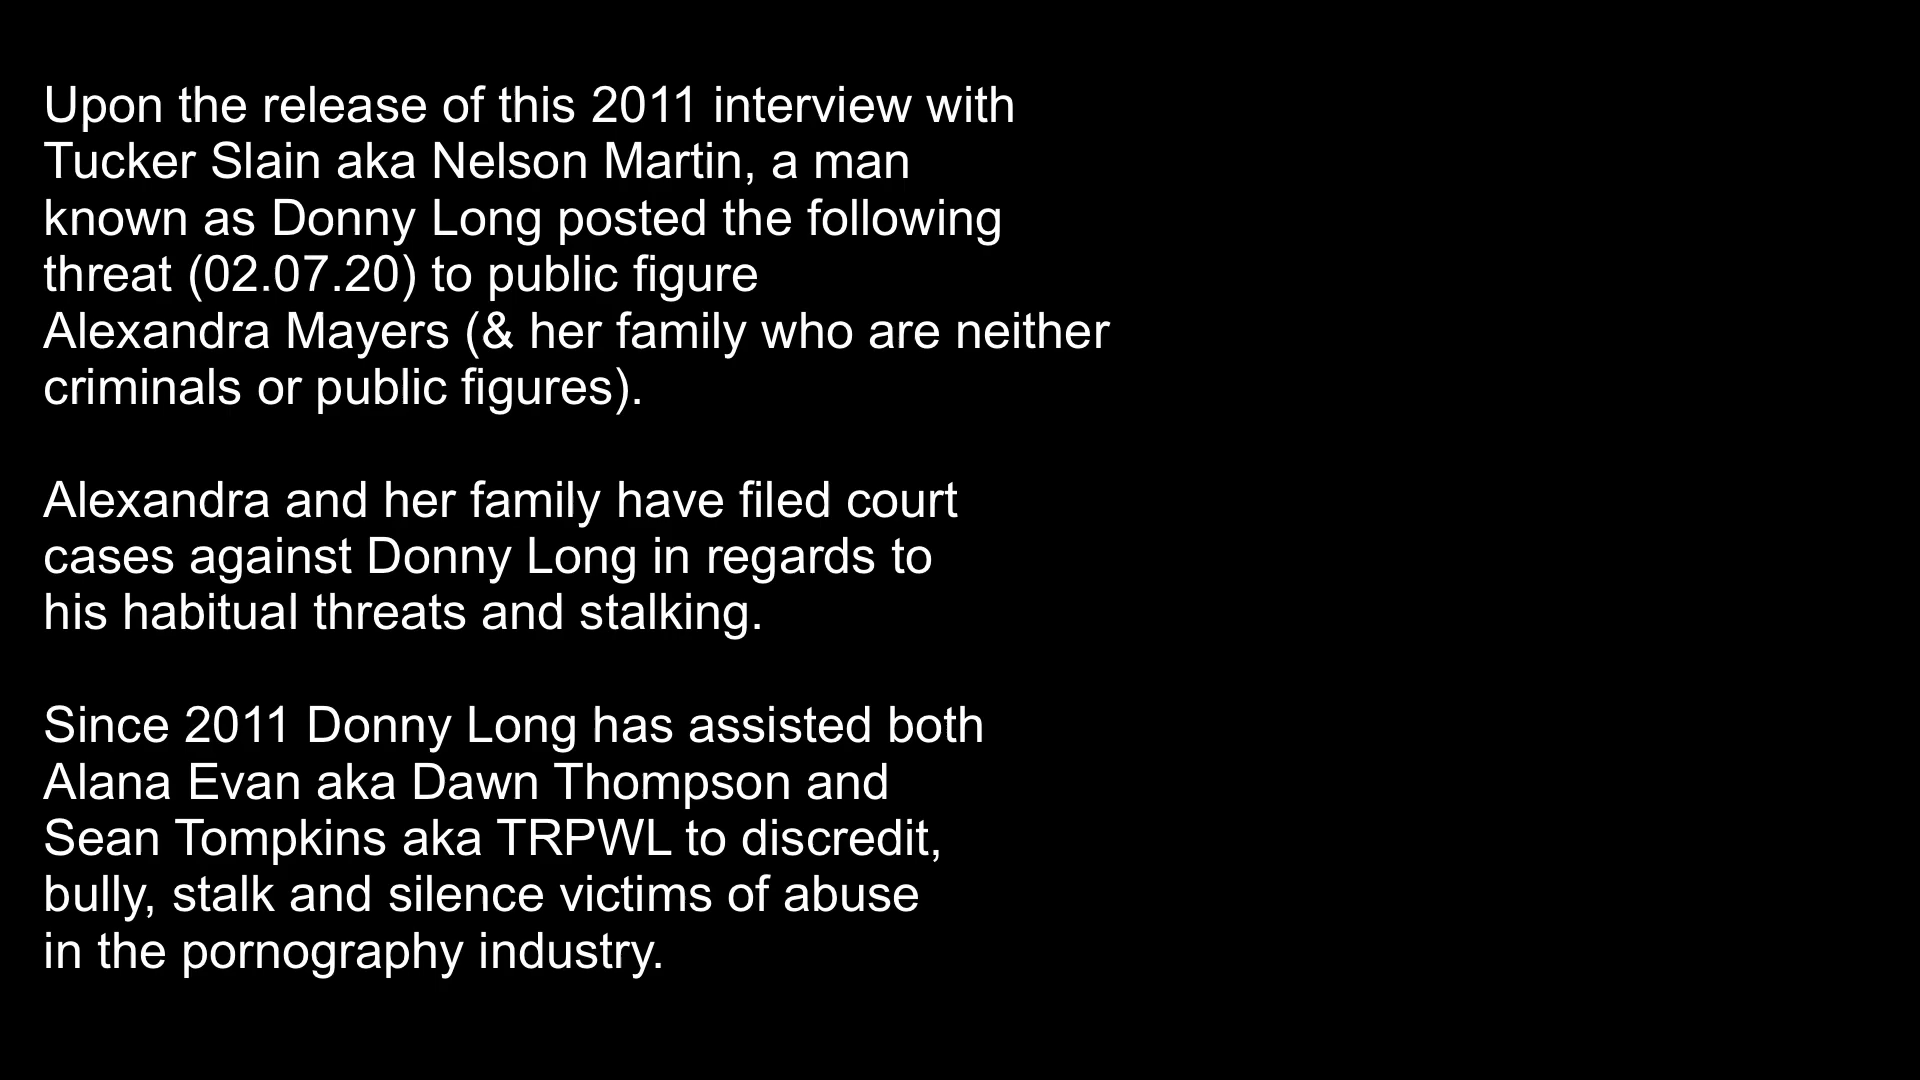 Upon the release of this 2011 interview with
Tucker Slain aka Nelson Martin, a man
known as Donny Long posted the following
threat (02.07.20) to public figure
Alexandra Mayers (& her family who are neither
criminals or public figures).
Alexandra and her family have filed court
cases against Donny Long in regards to
his habitual threats and stalking.
Since 2011 Donny Long has assisted both
Alana Evan aka Dawn Thompson and
Sean Tompkins aka TRPWL to discredit,
bully, stalk and silence victims of abuse
in the pornography industry.